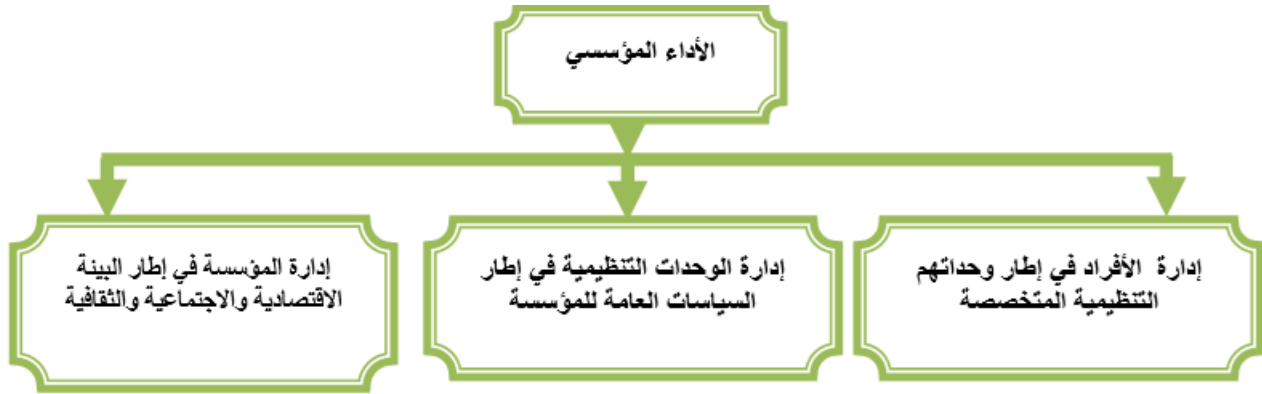 الأداء المؤسسي
إدارة الأفراد في إطار وحداتهم
التنظيمية المتخصصة
إدارة الوحدات التنظيمية في إطار
السياسات العامة للمؤسسة
إدارة المؤسسة في إطار البيئة
الاقتصادية والاجتماعية والثقافية